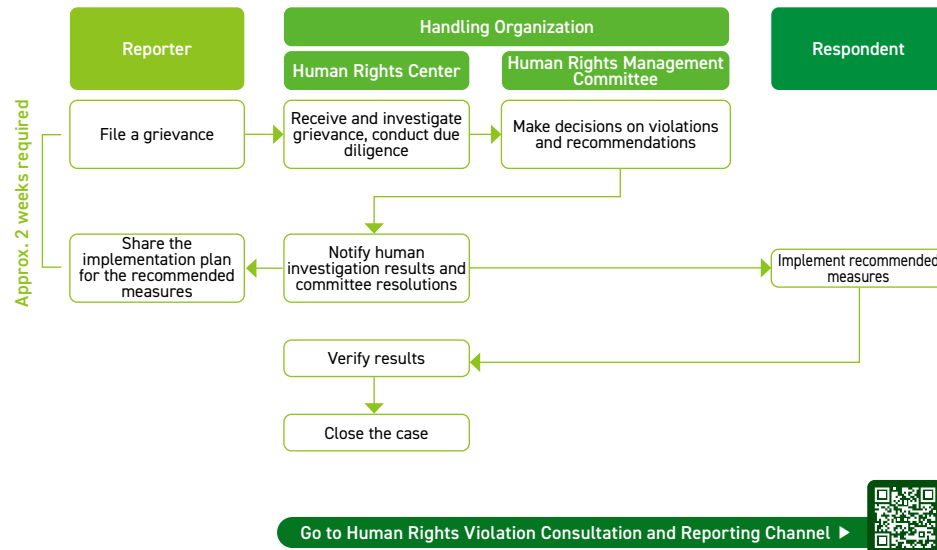 Reporter
Handling Organization
Respondent
Human Rights Center
Human Rights Management
Committee
Approx. 2 weeks required
File a grievance
Receive and investigate
grievance, conduct due
diligence
Make decisions on violations
and recommendations
Share the
implementation plan
for the recommended
measures
Notify human
investigation results and
committee resolutions
Implement recommended
measures
Verify results
Close the case
Go to Human Rights Violation Consultation and Reporting Channel ▶